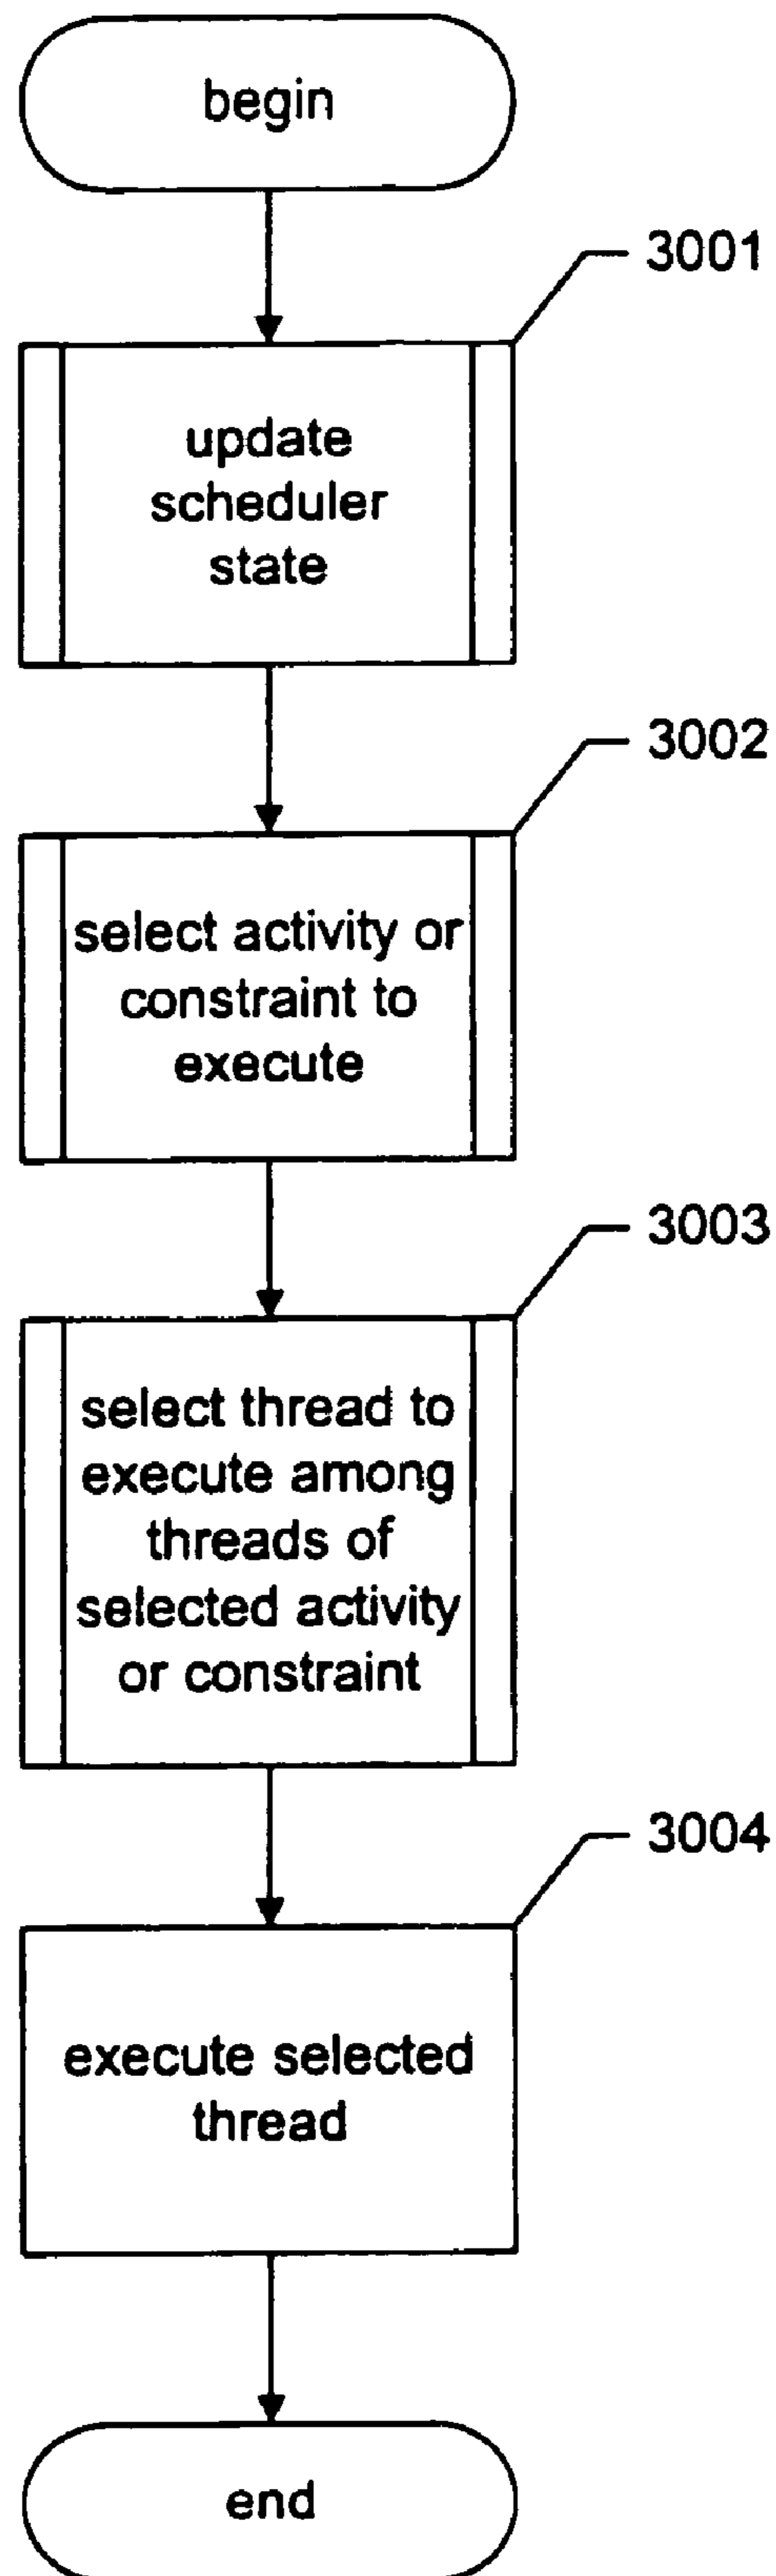 begin
3001
update
scheduler
state
3002
select activity or
constraint to
execute
3003
select thread to
execute among
threads of
selected activity
or constraint
3004
execute selected
thread
end